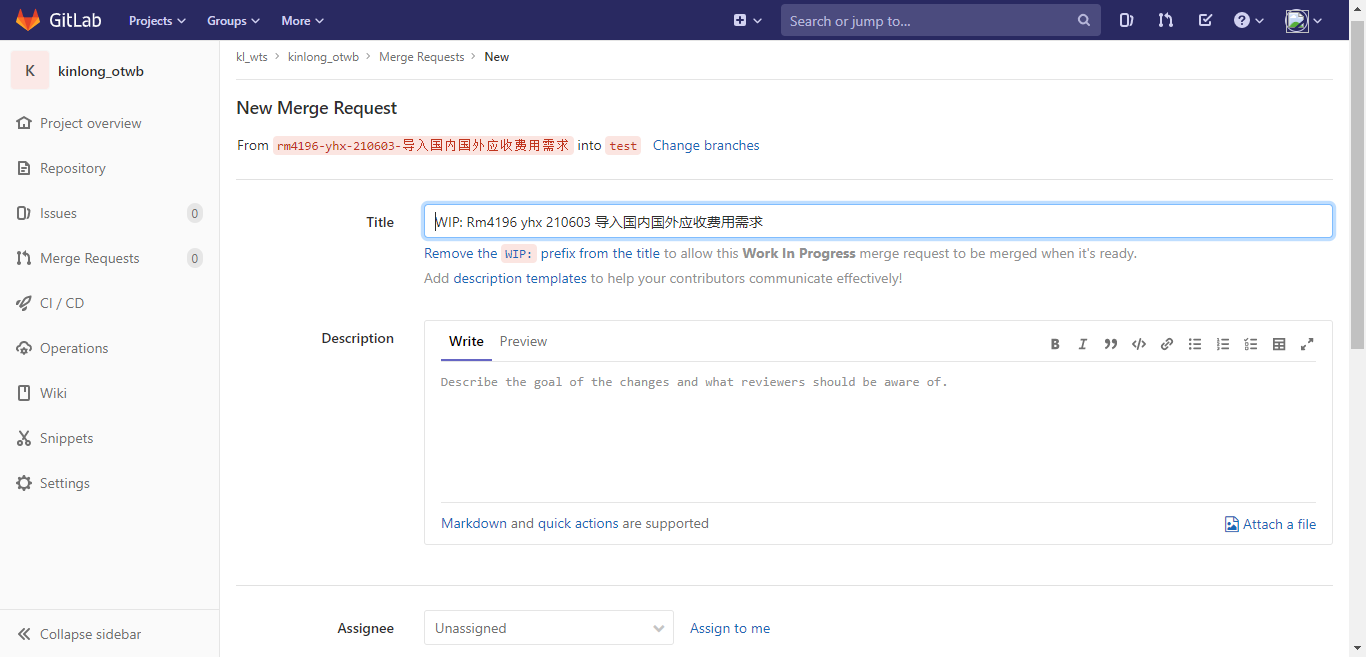 GitLab Projects Groups More Search or jump to...
K kinlong_otwb
Project overview
Repository
Issues 0
Merge Requests 0
CI / CD
Operations
Wiki
Snippets
Settings
Collapse sidebar
kl_wts > kinlong_otwb > Merge Requests > New
New Merge Request
From rm4196-yhx-210603-导入国内国外应收费用需求 into test Change branches
Title WIP: Rm4196 yhx 210603 导入国内国外应收费用需求
Remove the WIP: prefix from the title to allow this Work In Progress merge request to be merged when it's ready.
Add description templates to help your contributors communicate effectively!
Description Write Preview
Describe the goal of the changes and what reviewers should be aware of.
Markdown and quick actions are supported Attach a file
Assignee Unassigned Assign to me